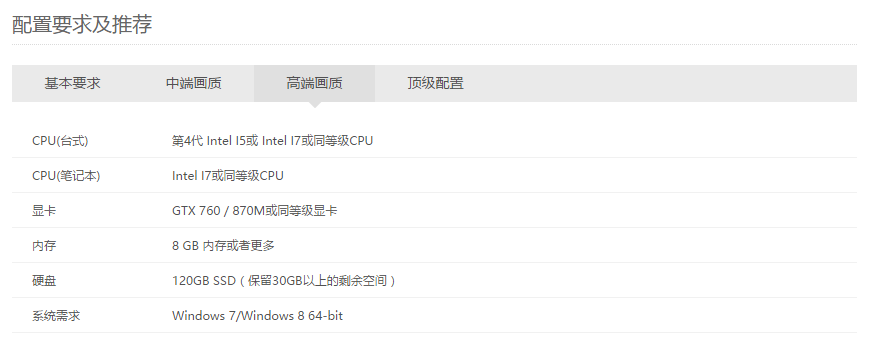 配置要求及推荐
基本要求 中端画质 高端画质 顶级配置
CPU(台式) 第4代 Intel I5或 Intel I7或同等级CPU
CPU(笔记本) Intel I7或同等级CPU
显卡 GTX 760 / 870M或同等级显卡
内存 8 GB 内存或者更多
硬盘 120GB SSD（保留30GB以上的剩余空间）
系统需求 Windows 7/Windows 8 64-bit